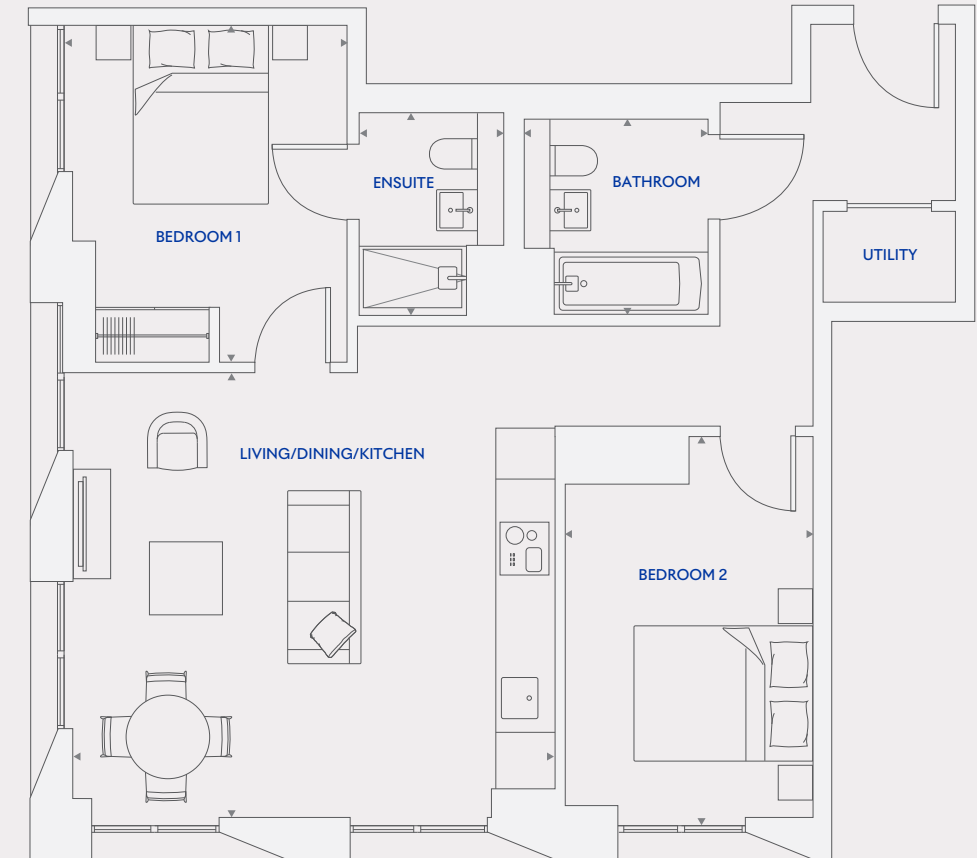 ENSUITE
BATHROOM
BEDROOM 1
UTILITY
LIVING/DINING/KITCHEN
BEDROOM 2